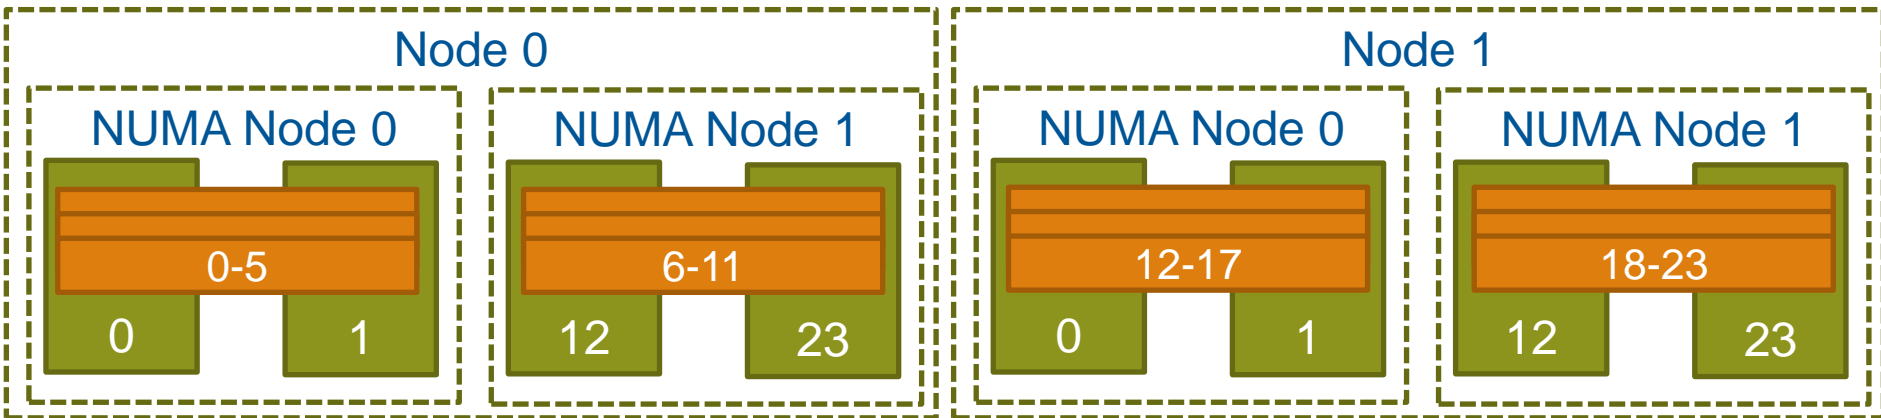 Node 0
NUMA Node 0
0-5
0
1
NUMA Node 1
6-11
12
23
Node 1
NUMA Node 0
12-17
0
1
NUMA Node 1
18-23
12
23